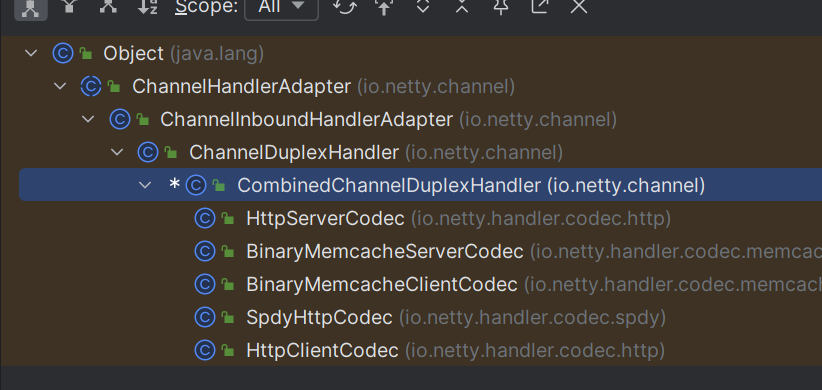 Scope: All
Object (java.lang)
ChannelHandlerAdapter (io.netty.channel)
ChannelInboundHandlerAdapter (io.netty.channel)
ChannelDuplexHandler (io.netty.channel)
* CombinedChannelDuplexHandler (io.netty.channel)
HttpServerCodec (io.netty.handler.codec.http)
BinaryMemcacheServerCodec (io.netty.handler.codec.memcac
BinaryMemcacheClientCodec (io.netty.handler.codec.memcac
SpdyHttpCodec (io.netty.handler.codec.spdy)
HttpClientCodec (io.netty.handler.codec.http)